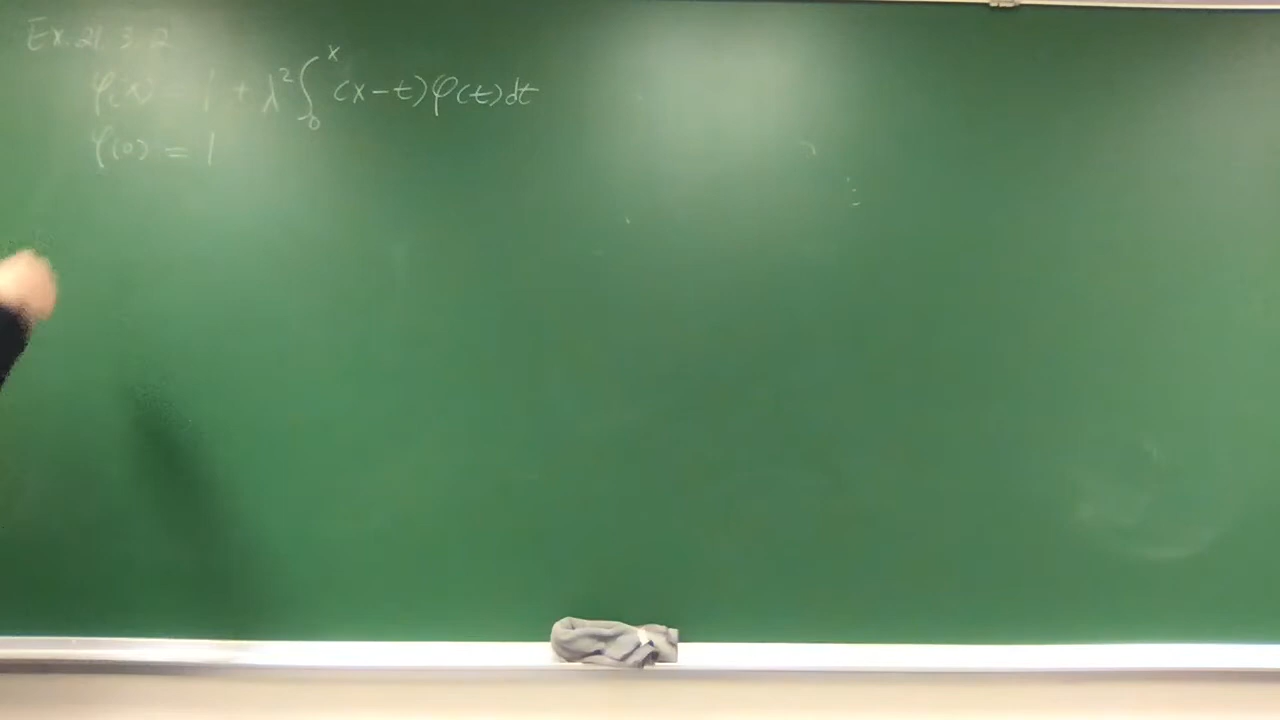 Ex. 21.3.2
φ(x) = 1 + λ²∫₀ˣ (x-t)φ(t)dt
φ(0) = 1